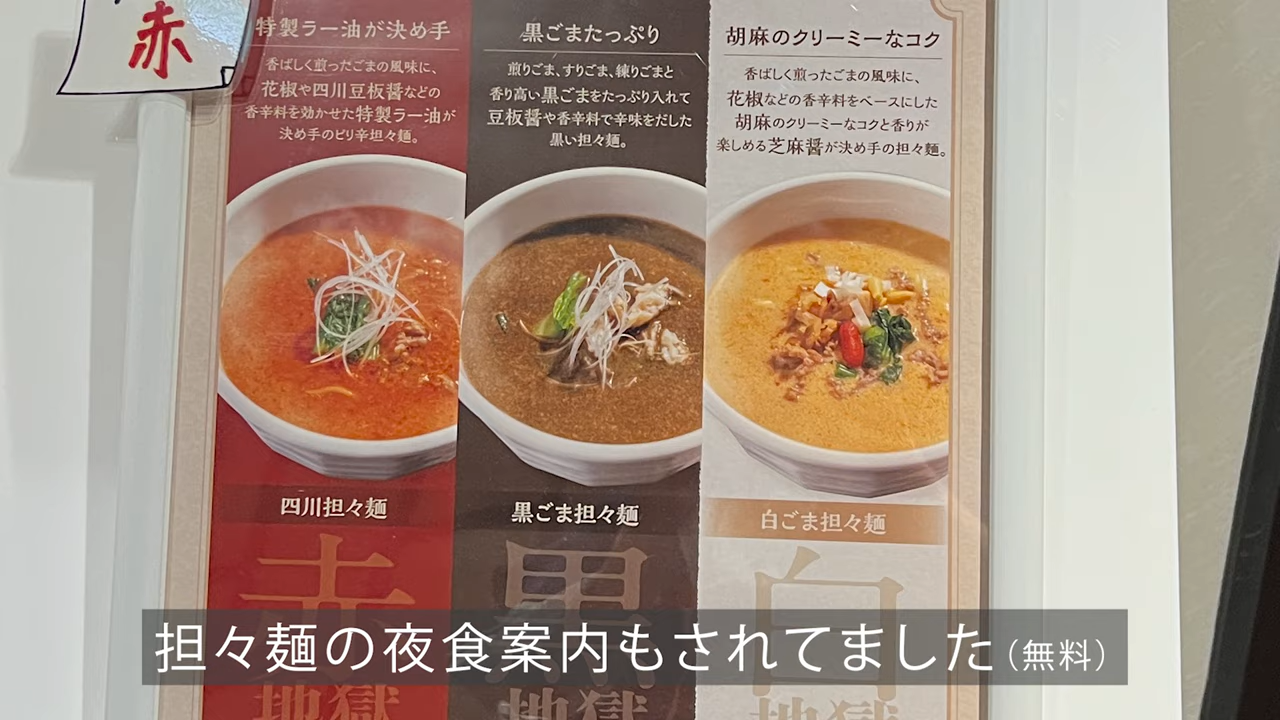 赤
特製ラー油が決め手
香ばしく煎ったごまの風味に、
花椒や四川豆板醤などの
香辛料を効かせた特製ラー油が
決め手のピリ辛坦々麺。
四川担々麺
赤
地獄
黒ごまたっぷり
煎りごま、すりごま、練りごまと
香り高い黒ごまをたっぷり入れて
豆板醤や香辛料で辛味をだした
黒い担々麺。
黒ごま担々麺
黒
地獄
胡麻のクリーミーなコク
香ばしく煎ったごまの風味に、
花椒などの香辛料をベースにした
胡麻のクリーミーなコクと香りが
楽しめる芝麻醤が決め手の担々麺。
白ごま担々麺
白
地獄
担々麺の夜食案内もされてました（無料）